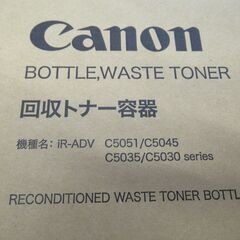 Canon
BOTTLE,WASTE TONER
回収トナー容器
機種名: iR-ADV C5051/C5045
C5035/C5030 series
RECONDITIONED WASTE TONER BOTTL